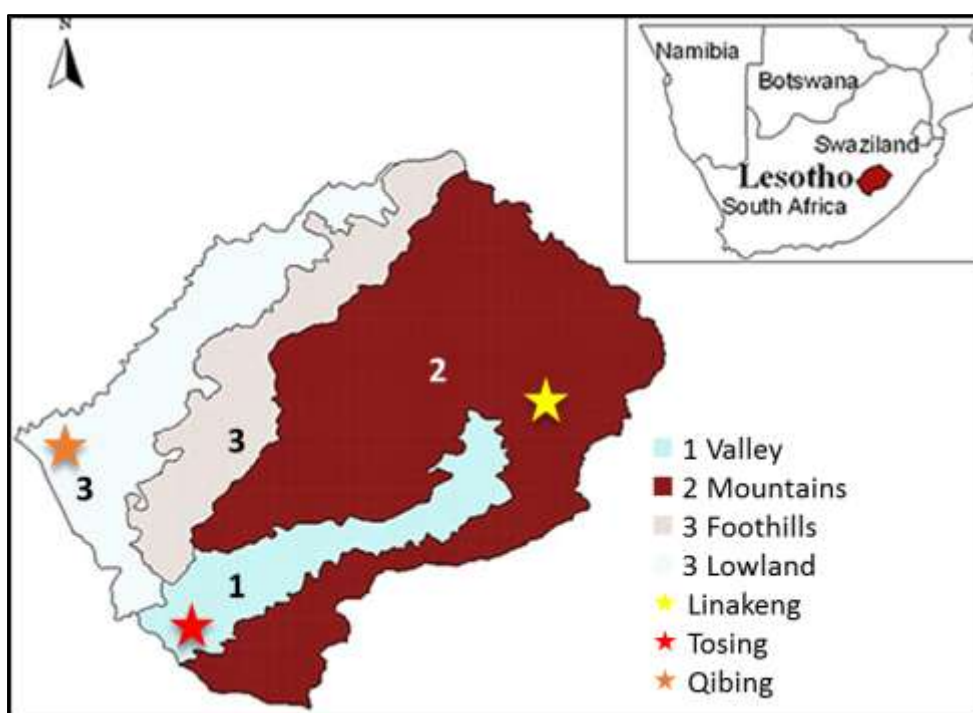 N
Namibia
Botswana
Swaziland
Lesotho
South Africa
2
3
3
1
1 Valley
2 Mountains
3 Foothills
3 Lowland
Linakeng
Tosing
Qibing